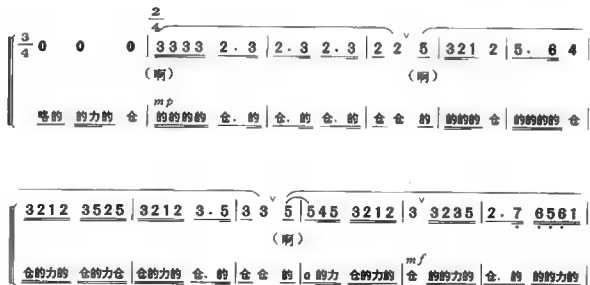 2/4
3/4 0 0 0 | 3 3 3 3 2·3 | 2·3 2·3 | 2 2 ∨ 5 | 321 2 | 5· 6 4 |
(啊) (啊)
mp
咯的 的力的 仓 | 的的的的 仓·的 | 仓·的 仓·的 | 仓 仓 的 | 的的的 仓 | 的的的的 仓 |
3212 3525 | 3212 3·5 | 3 3 ∨ 5 | 545 3212 | 3 ∨ 3235 | 2·7 6561 |
(啊)
mf
仓的力的 仓的力仓 | 仓的力的 仓·的 | 仓 仓 的 | 0 的力 仓的力的 | 仓 的的力的 | 仓·的 的的力的 |